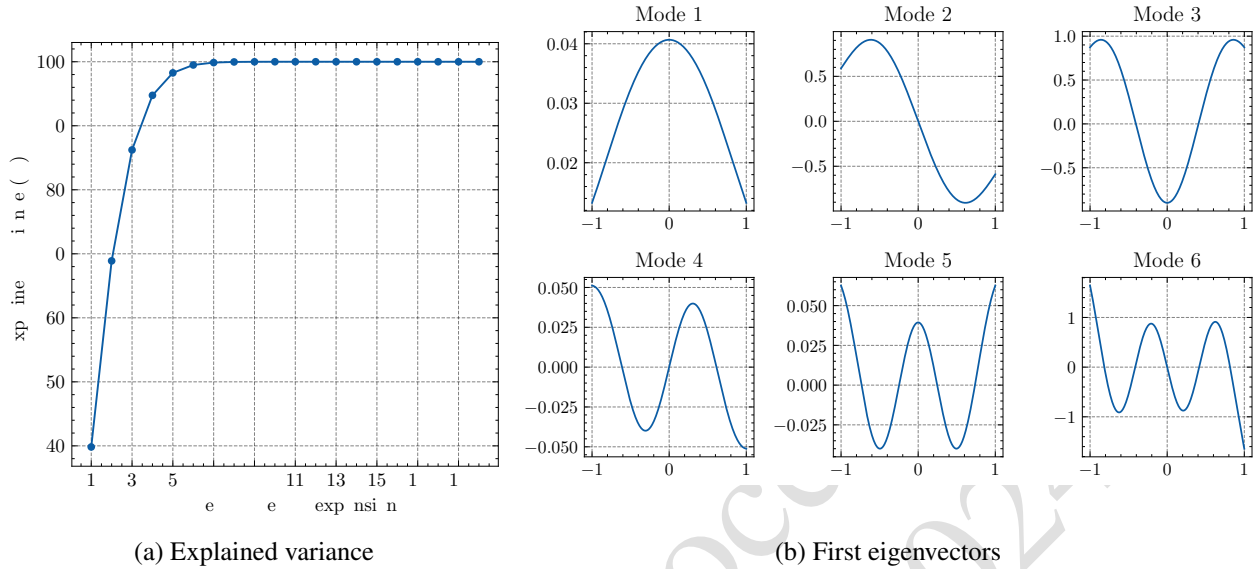 Mode 1
Mode 2
Mode 3
100
0
80
0
60
50
40
i n e ( )
xp ine
1 3 5 11 13 15 1 1
e e exp nsi n
0.04
0.03
0.02
−1 0 1
0.5
0.0
−0.5
−1 0 1
1.0
0.5
0.0
−0.5
−1 0 1
Mode 4
Mode 5
Mode 6
0.050
0.025
0.000
−0.025
−0.050
−1 0 1
0.050
0.025
0.000
−0.025
−1 0 1
1
0
−1
−1 0 1
(a) Explained variance
(b) First eigenvectors